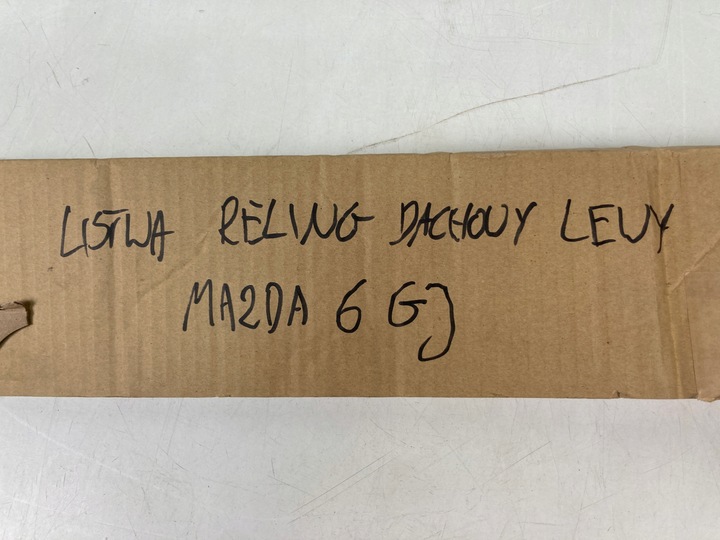 LISTWA RELING DACHOWY LEWY
MAZDA 6 GJ